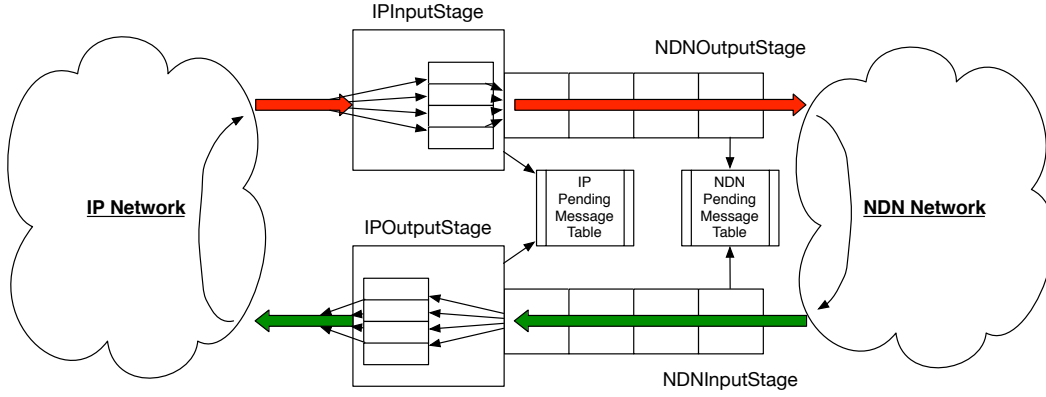 IPInputStage
NDNOutputStage
IP Network
IP
Pending
Message
Table
NDN
Pending
Message
Table
NDN Network
IPOutputStage
NDNInputStage